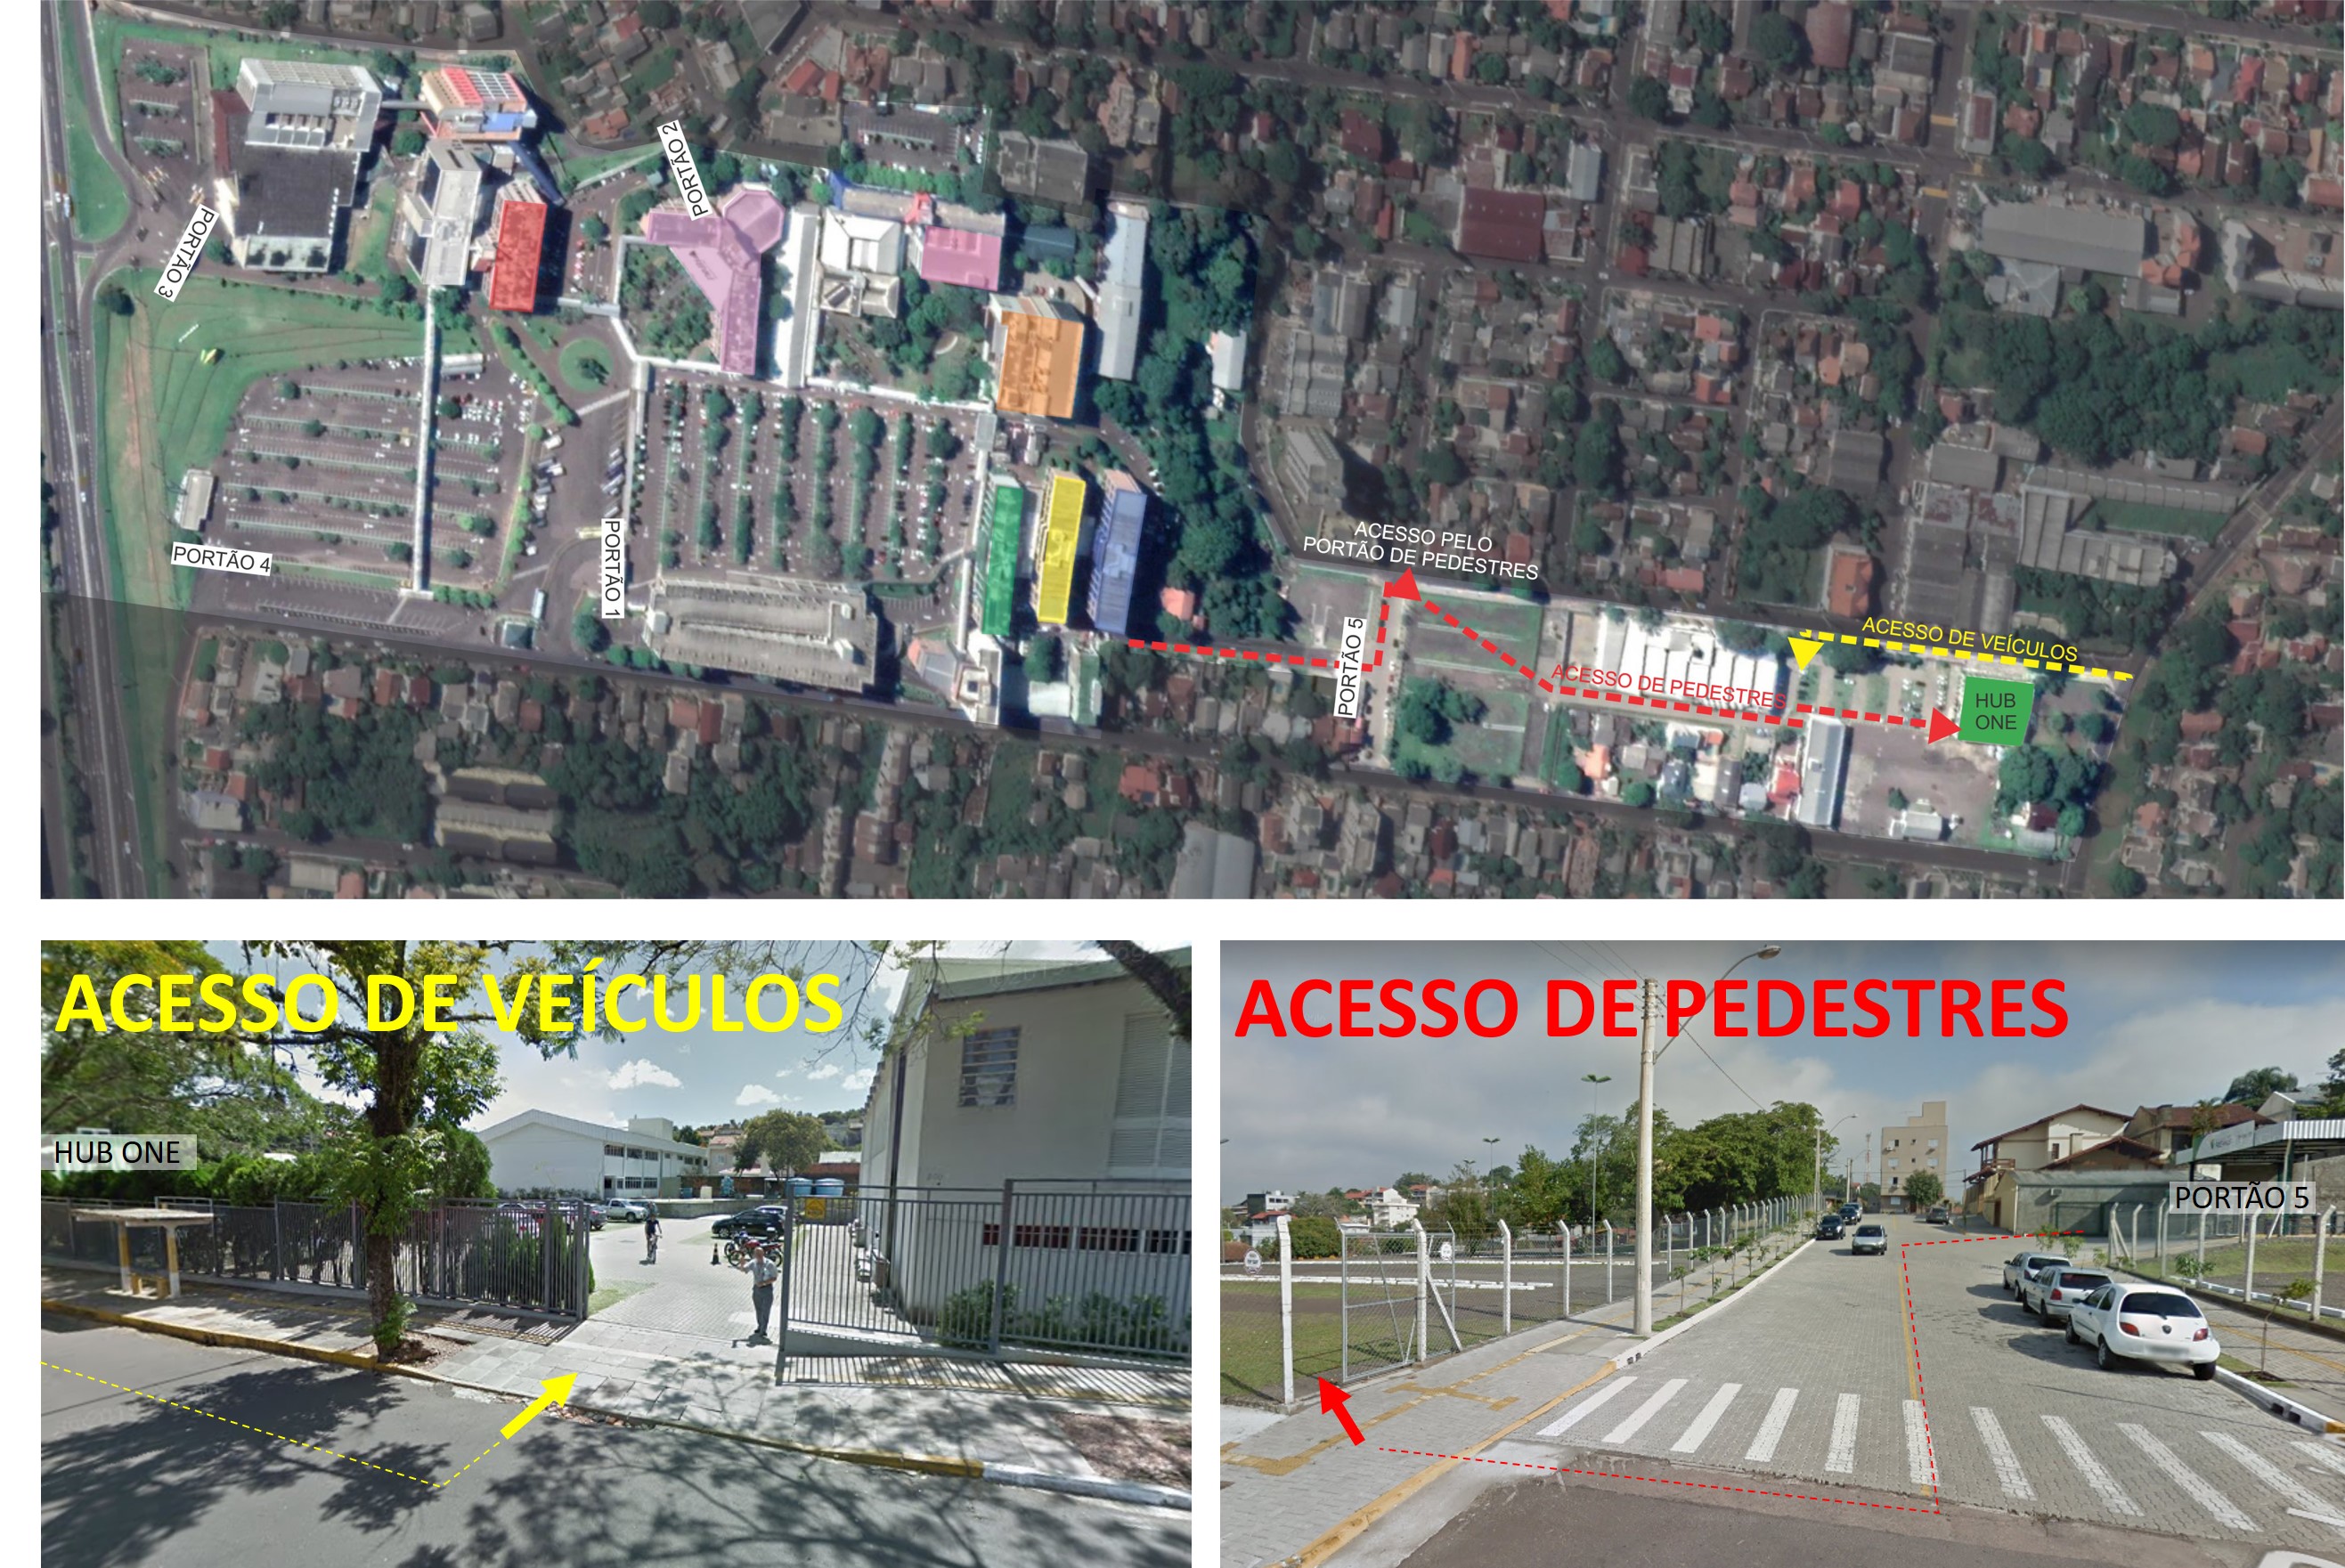 PORTÃO 2
PORTÃO 3
PORTÃO 4
PORTÃO 1
ACESSO PELO
PORTÃO DE PEDESTRES
PORTÃO 5
ACESSO DE PEDESTRES
ACESSO DE VEÍCULOS
HUB
ONE
ACESSO DE VEÍCULOS
HUB ONE
ACESSO DE PEDESTRES
PORTÃO 5